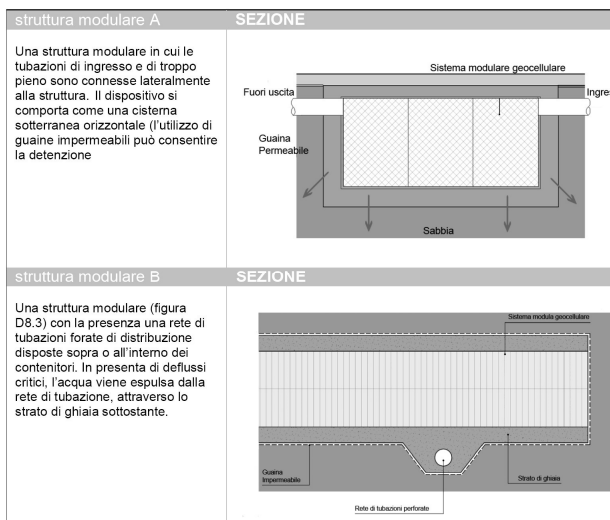 struttura modulare A
SEZIONE
Una struttura modulare in cui le
tubazioni di ingresso e di troppo
pieno sono connesse lateralmente
alla struttura. Il dispositivo si
comporta come una cisterna
sotterranea orizzontale (l'utilizzo di
guaine impermeabili può consentire
la detenzione
Sistema modulare geocellulare
Fuori uscita
Ingres
Guaina
Permeabile
Sabbia
struttura modulare B
SEZIONE
Una struttura modulare (figura
D8.3) con la presenza una rete di
tubazioni forate di distribuzione
disposte sopra o all'interno dei
contenitori. In presenta di deflussi
critici, l'acqua viene espulsa dalla
rete di tubazione, attraverso lo
strato di ghiaia sottostante.
Sistema modula geocellulare
Guaina
Impermeabile
Strato di ghiaia
Rete di tubazioni perforate